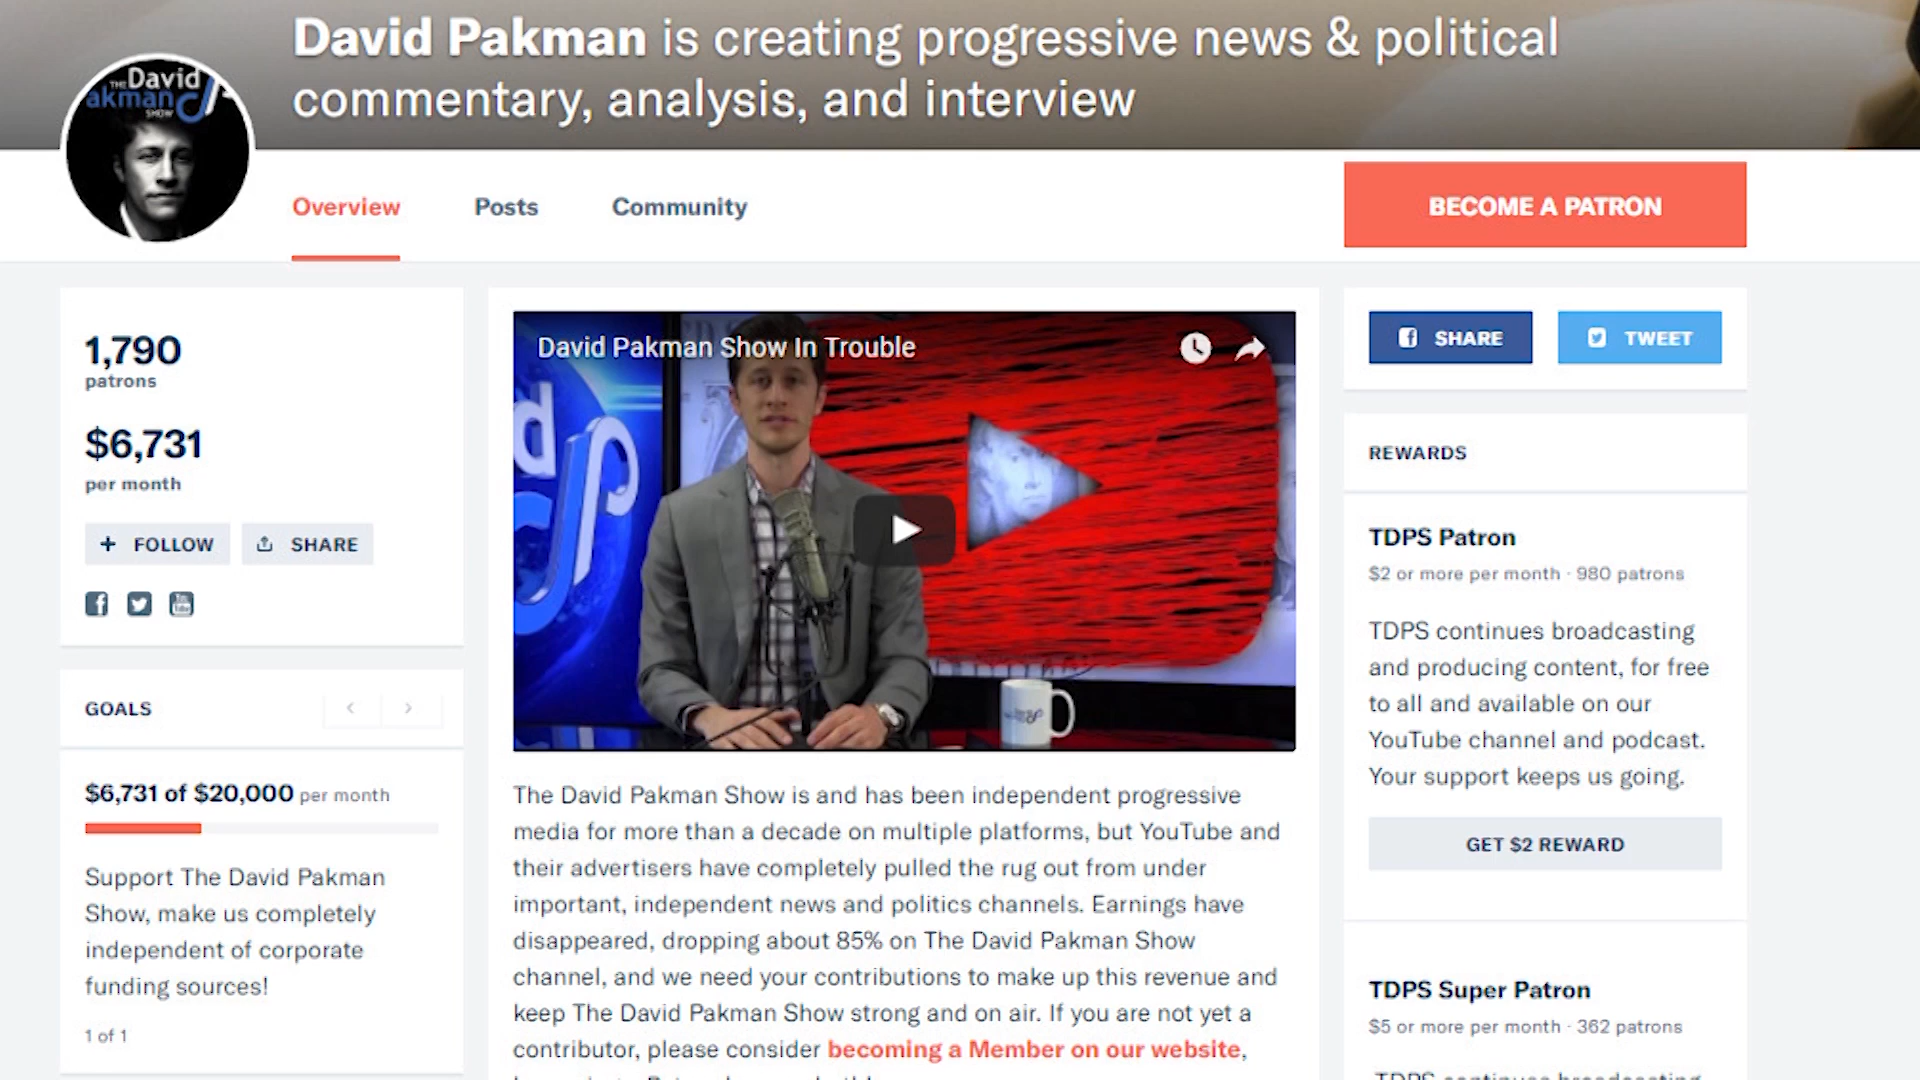 David Pakman is creating progressive news & political
commentary, analysis, and interview
THE David
akman
SHOW
Overview
Posts
Community
BECOME A PATRON
1,790
patrons
$6,731
per month
+ FOLLOW
SHARE
GOALS
$6,731 of $20,000 per month
Support The David Pakman
Show, make us completely
independent of corporate
funding sources!
1 of 1
David Pakman Show In Trouble
The David Pakman Show is and has been independent progressive
media for more than a decade on multiple platforms, but YouTube and
their advertisers have completely pulled the rug out from under
important, independent news and politics channels. Earnings have
disappeared, dropping about 85% on The David Pakman Show
channel, and we need your contributions to make up this revenue and
keep The David Pakman Show strong and on air. If you are not yet a
contributor, please consider becoming a Member on our website,
SHARE
TWEET
REWARDS
TDPS Patron
$2 or more per month · 980 patrons
TDPS continues broadcasting
and producing content, for free
to all and available on our
YouTube channel and podcast.
Your support keeps us going.
GET $2 REWARD
TDPS Super Patron
$5 or more per month · 362 patrons
TDPS continues broadcasting